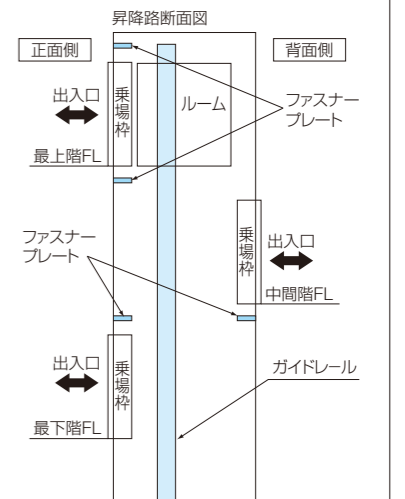 昇降路断面図
正面側
背面側
出入口
乗場枠
ルーム
ファスナー
プレート
最上階FL
ファスナー
プレート
乗場枠
出入口
中間階FL
出入口
乗場枠
ガイドレール
最下階FL